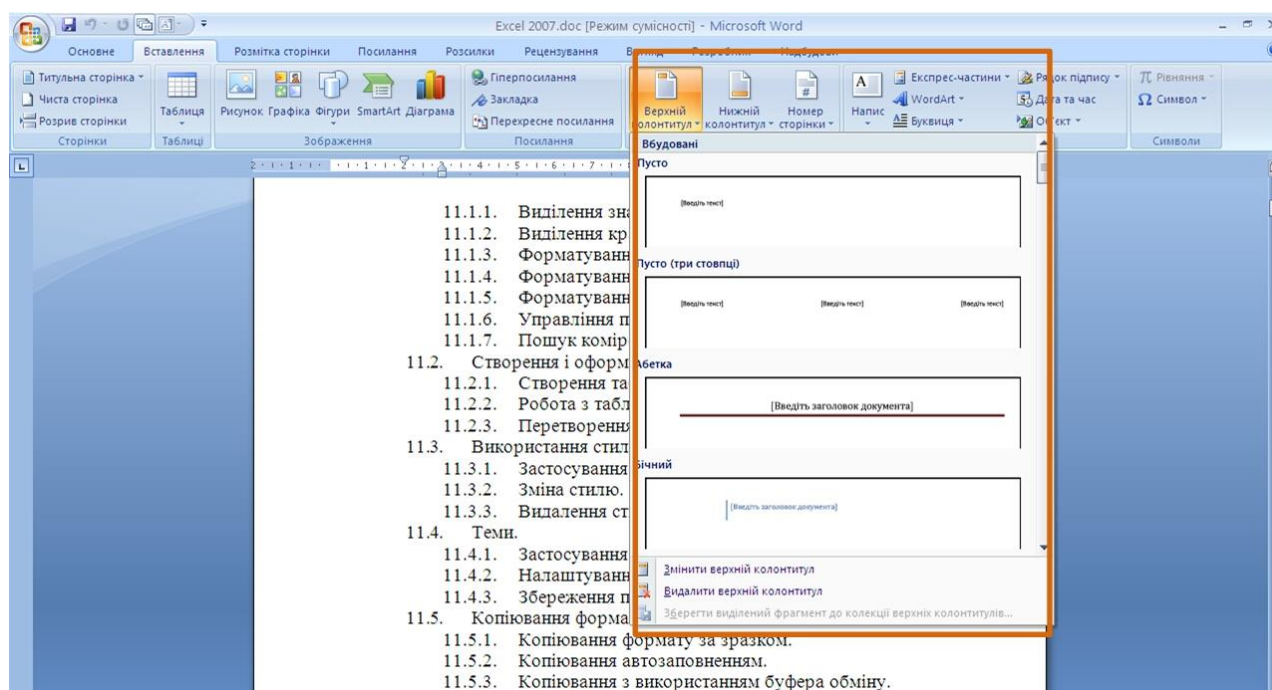 Excel 2007.doc [Режим сумісності] - Microsoft Word
Основне Вставлення Розмітка сторінки Посилання Розсилки Рецензування
Титульна сторінка
Чиста сторінка
Розрив сторінки
Сторінки
Таблиця
Таблиці
Рисунок Графіка Фігури SmartArt Діаграма
Зображення
Гіперпосилання
Закладка
Перехресне посилання
Посилання
Верхній колонтитул
Нижній колонтитул
Номер сторінки
Напис
Експрес-частини
WordArt
Буквиця
Рядок підпису
Дата та час
Об'єкт
Рівняння
Символ
Символи
2 1 1 2 3 4 5 6 7
Вбудовані
Пусто
[Введіть текст]
Пусто (три стовпці)
[Введіть текст] [Введіть текст] [Введіть текст]
Абетка
[Введіть заголовок документа]
Бічний
[Введіть заголовок документа]
Змінити верхній колонтитул
Видалити верхній колонтитул
Зберегти виділений фрагмент до колекції верхніх колонтитулів...
11.1.1. Виділення зна
11.1.2. Виділення кр
11.1.3. Форматуванн
11.1.4. Форматуванн
11.1.5. Форматуванн
11.1.6. Управління п
11.1.7. Пошук комір
11.2. Створення і оформ
11.2.1. Створення та
11.2.2. Робота з табл
11.2.3. Перетворення
11.3. Використання стил
11.3.1. Застосування
11.3.2. Зміна стилю.
11.3.3. Видалення ст
11.4. Теми.
11.4.1. Застосування
11.4.2. Налаштуванн
11.4.3. Збереження п
11.5. Копіювання форма
11.5.1. Копіювання формату за зразком.
11.5.2. Копіювання автозаповненням.
11.5.3. Копіювання з використанням буфера обміну.